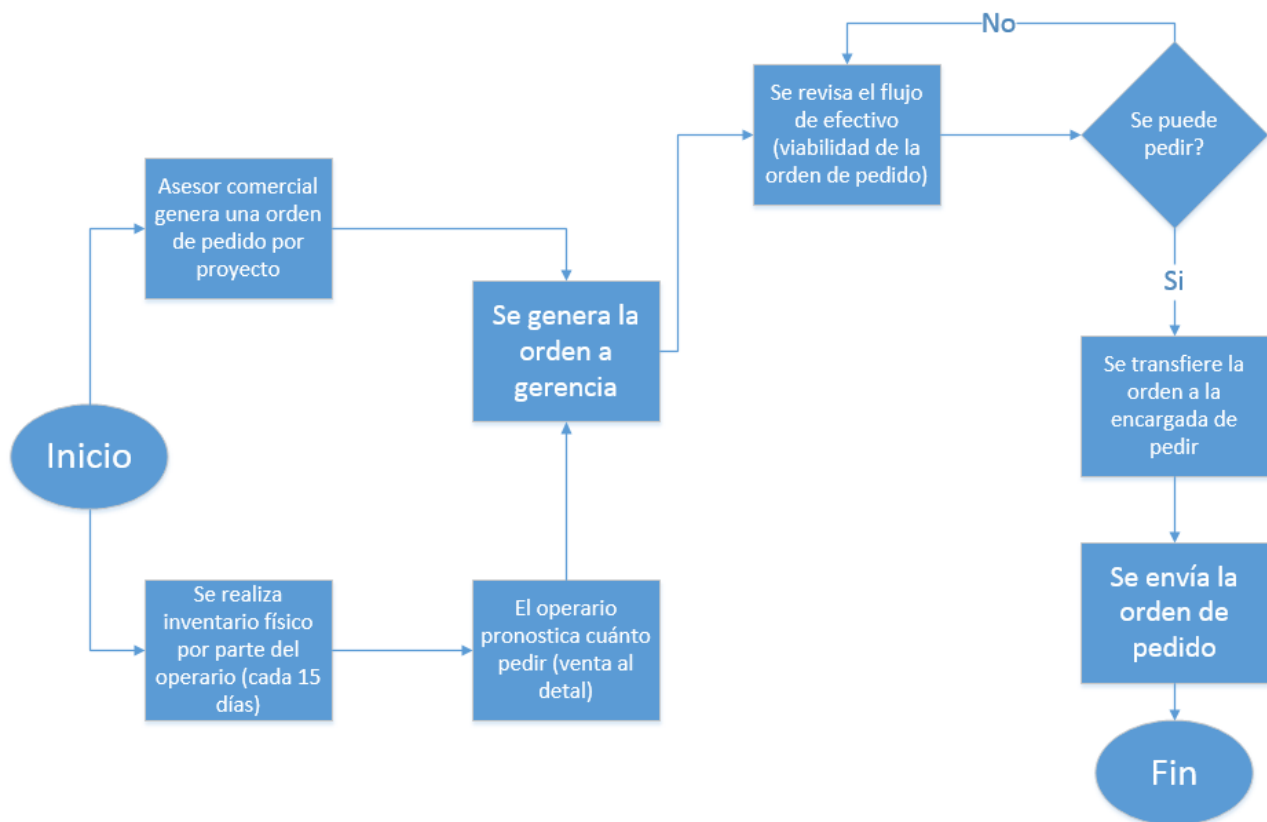 Inicio
Asesor comercial
genera una orden
de pedido por
proyecto
Se realiza
inventario físico
por parte del
operario (cada 15
días)
El operario
pronostica cuánto
pedir (venta al
detal)
Se genera la
orden a
gerencia
Se revisa el flujo
de efectivo
(viabilidad de la
orden de pedido)
No
Se puede
pedir?
Si
Se transfiere la
orden a la
encargada de
pedir
Se envía la
orden de
pedido
Fin